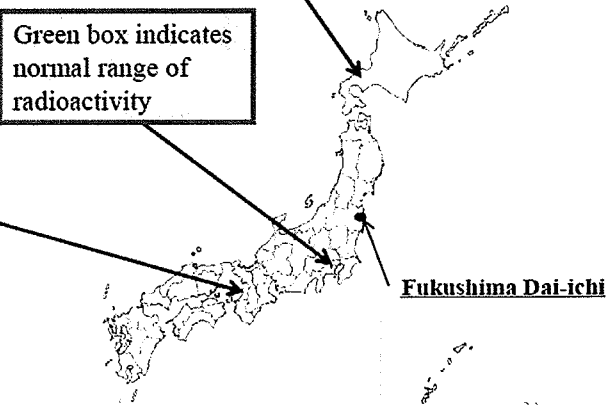 Green box indicates
normal range of
radioactivity
Fukushima Dai-ichi